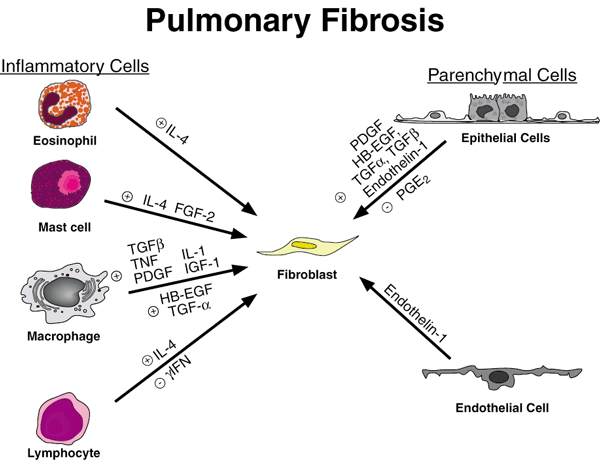 Pulmonary Fibrosis
Inflammatory Cells
Eosinophil
⊕IL-4
Mast cell
⊕ IL-4 FGF-2
Macrophage
⊕
TGFβ
TNF IL-1
PDGF IGF-1
HB-EGF
⊕ TGF-α
Lymphocyte
⊕IL-4
⊖ γIFN
Fibroblast
Parenchymal Cells
Epithelial Cells
PDGF
HB-EGF,
TGFα, TGFβ
Endothelin-1
⊕
⊖ PGE₂
Endothelin-1
Endothelial Cell